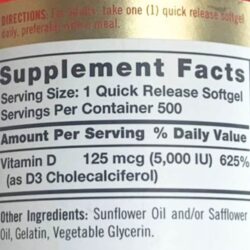 DIRECTIONS: For adults, take one (1) quick release softgel
daily, preferably with a meal.
Supplement Facts
Serving Size: 1 Quick Release Softgel
Servings Per Container 500
Amount Per Serving % Daily Value
Vitamin D 125 mcg (5,000 IU) 625%
(as D3 Cholecalciferol)
Other Ingredients: Sunflower Oil and/or Safflower
Oil, Gelatin, Vegetable Glycerin.